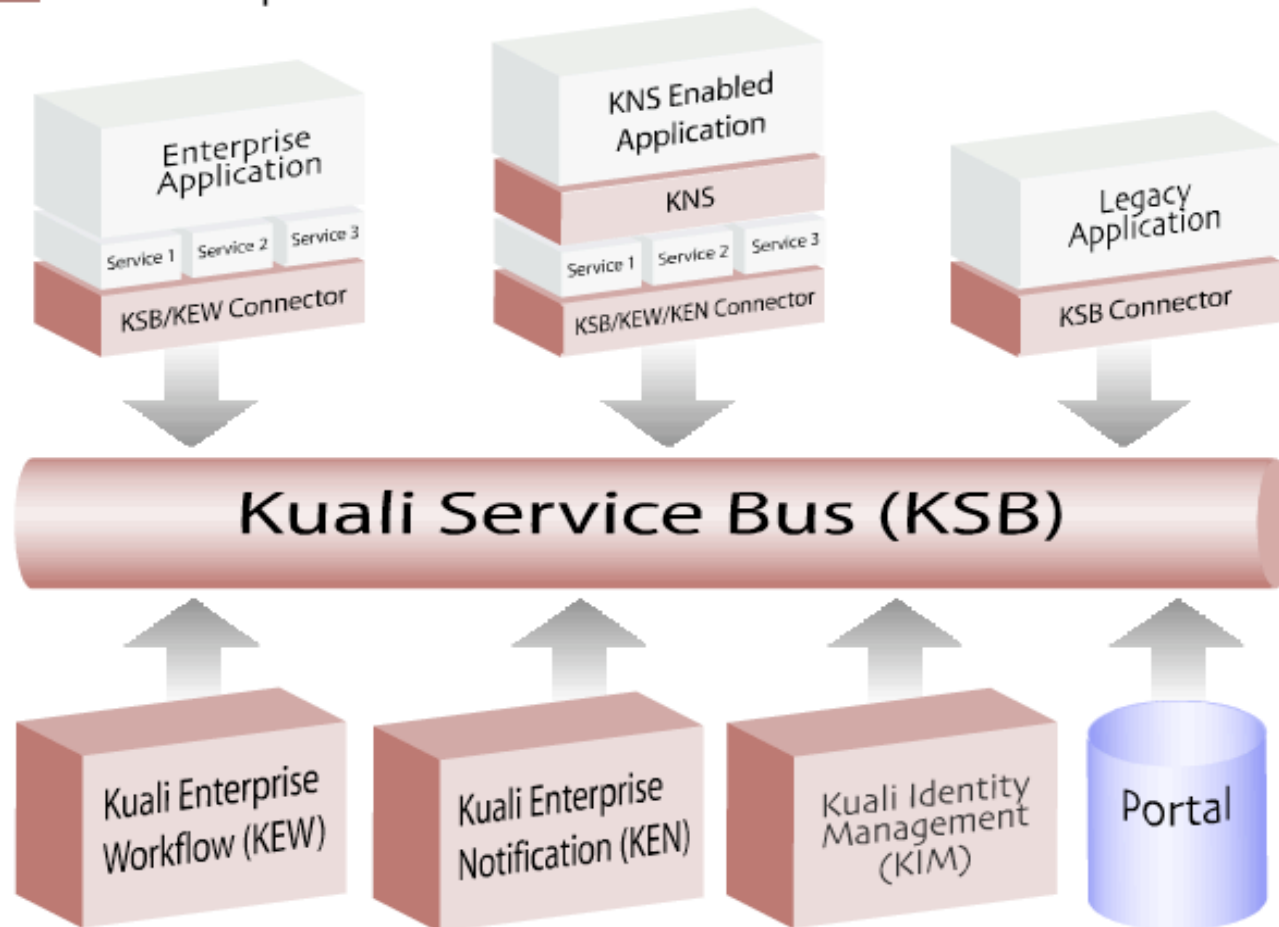 Enterprise
Application
Service 1
Service 2
Service 3
KSB/KEW Connector
KNS Enabled
Application
KNS
Service 1
Service 2
Service 3
KSB/KEW/KEN Connector
Legacy
Application
KSB Connector
Kuali Service Bus (KSB)
Kuali Enterprise
Workflow (KEW)
Kuali Enterprise
Notification (KEN)
Kuali Identity
Management
(KIM)
Portal